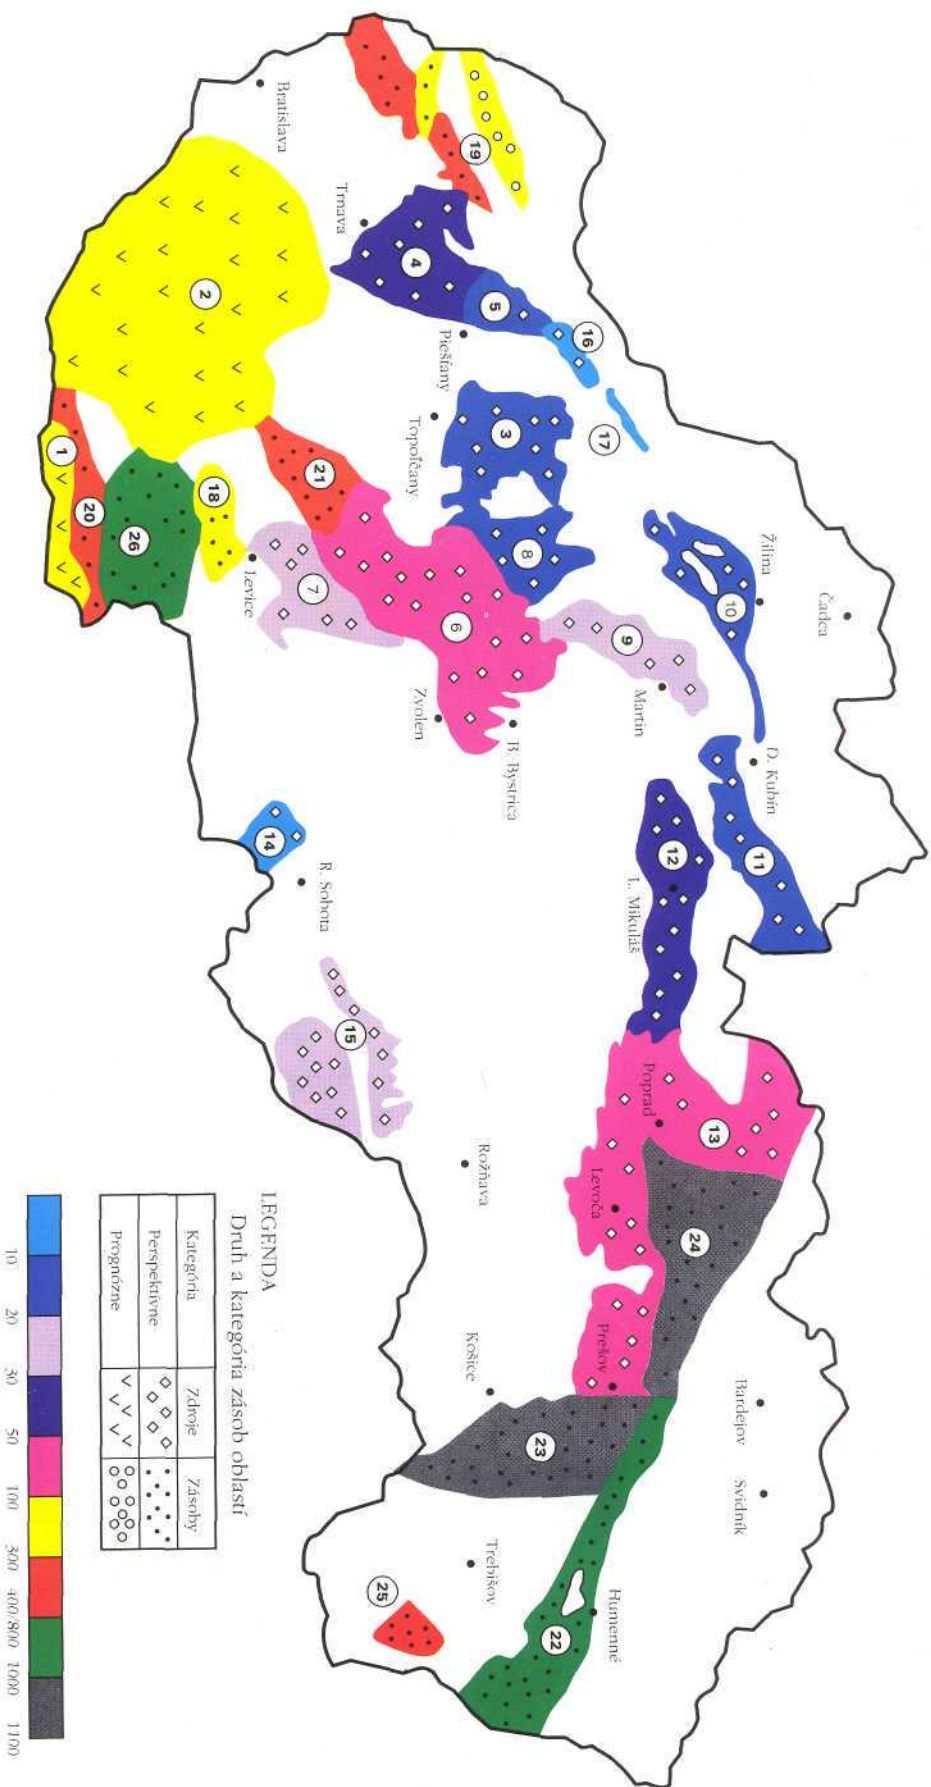 Čadca
Žilina
D. Kubín
Bardejov
Svidník
Martin
L. Mikuláš
Poprad
Levoča
Prešov
Humenné
Piešťany
Topoľčany
B. Bystrica
Zvolen
Rožňava
Košice
Trebišov
Trnava
Bratislava
Levice
R. Sobota
1
2
3
4
5
6
7
8
9
10
11
12
13
14
15
16
17
18
19
20
21
22
23
24
25
26
LEGENDA
Druh a kategória zásob oblastí
Kategória Zdroje Zásoby
Perspektívne
Prognózne
10 20 30 50 100 300 400/800 1000 1100